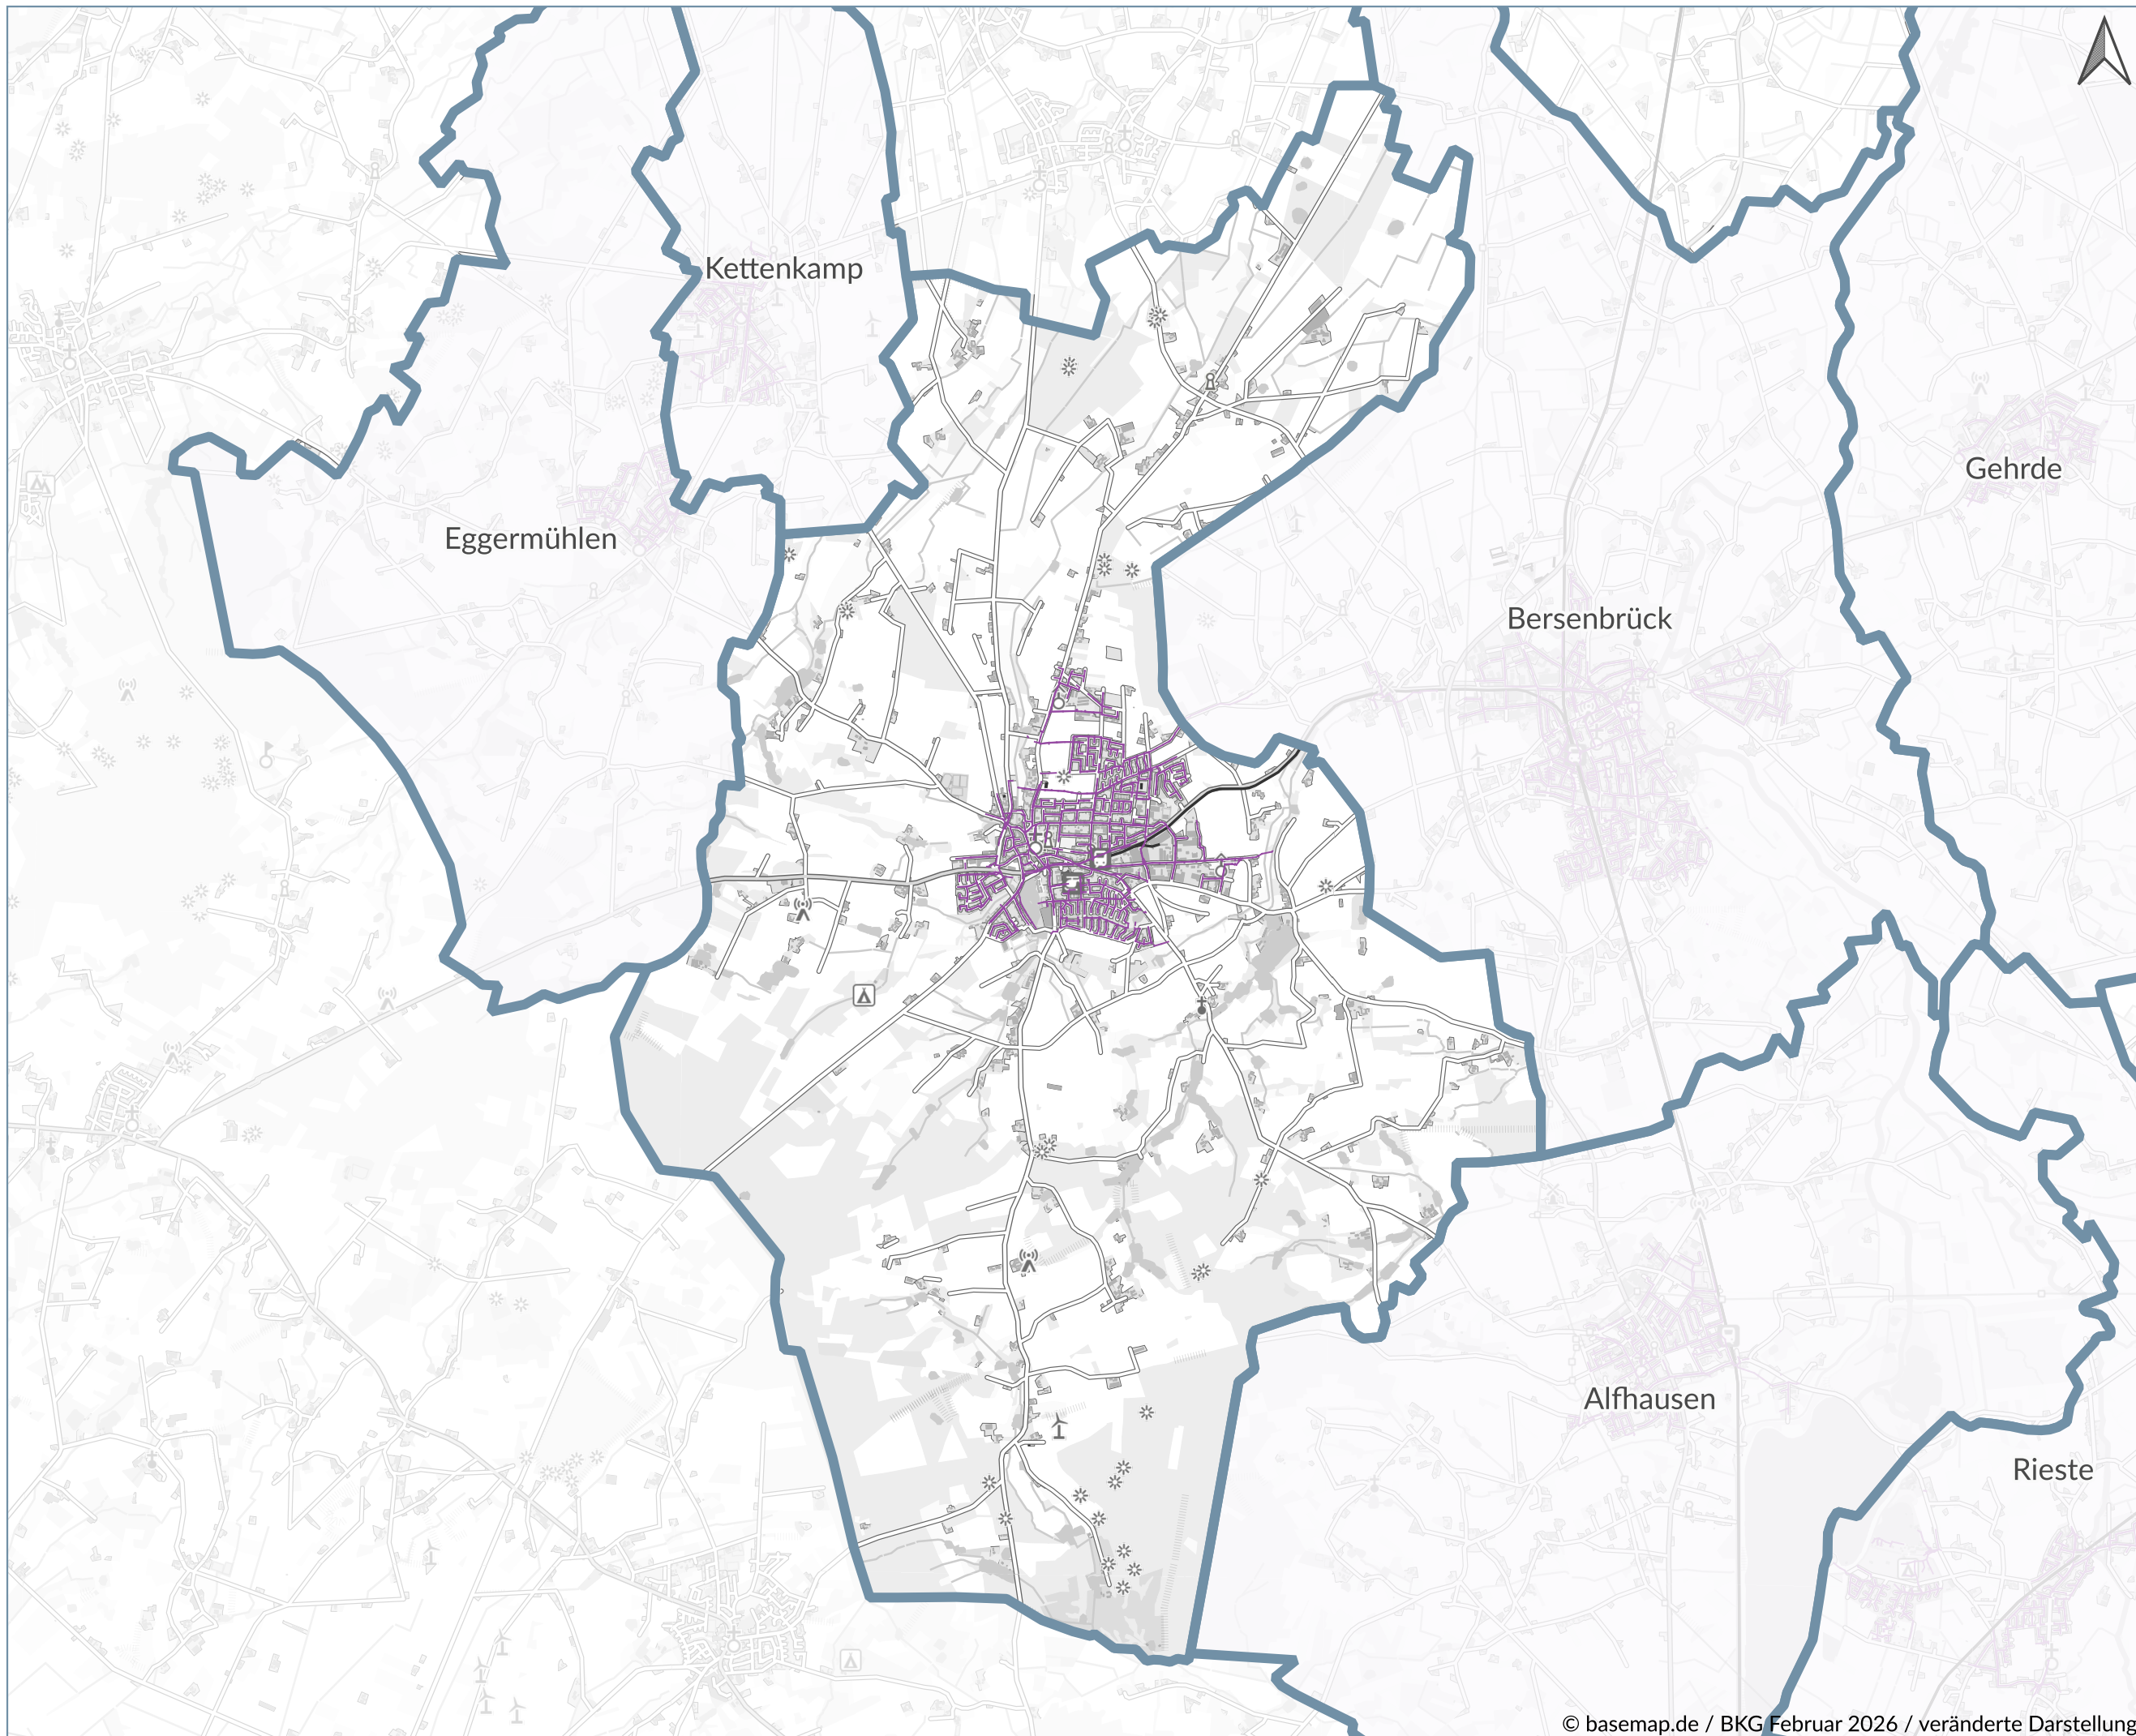 Kettenkamp
Gehrde
Eggermühlen
Bersenbrück
Alfhausen
Rieste
© basemap.de / BKG Februar 2026 / veränderte Darstellung